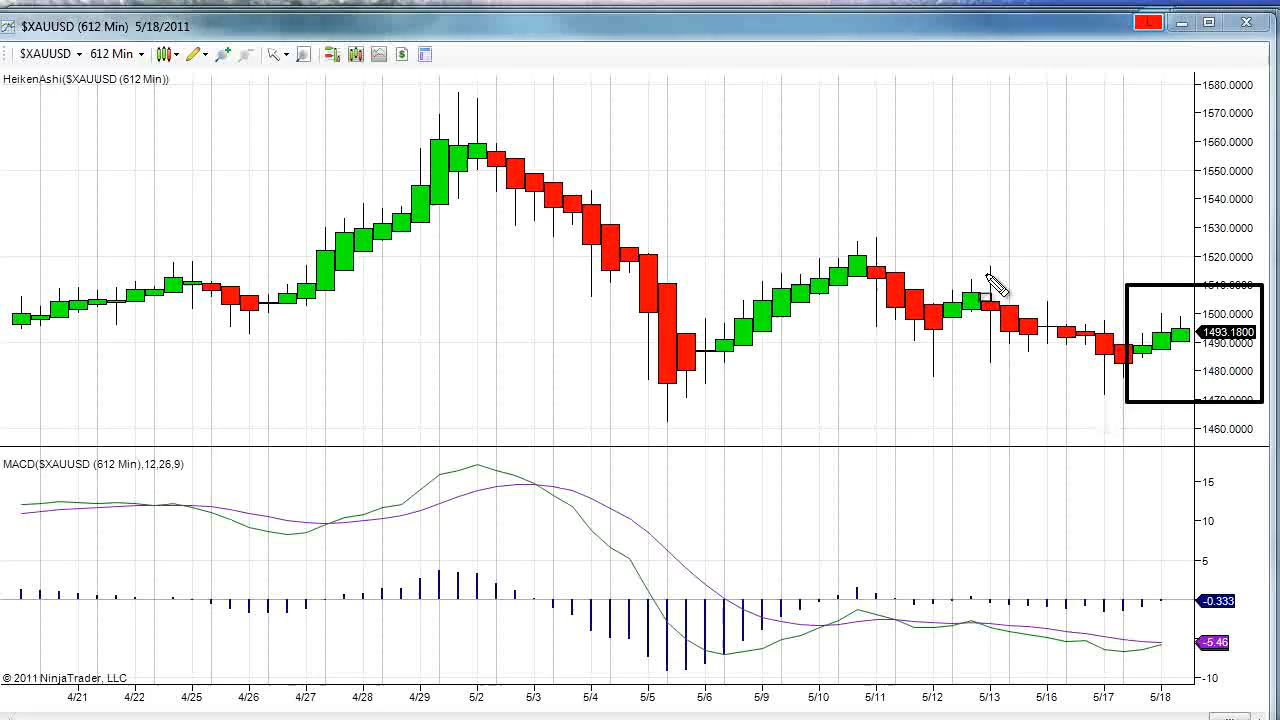 $XAUUSD (612 Min) 5/18/2011
L
$XAUUSD 612 Min
HeikenAshi($XAUUSD (612 Min))
1580.0000
1570.0000
1560.0000
1550.0000
1540.0000
1530.0000
1520.0000
1510.0000
1500.0000
1493.1800
1490.0000
1480.0000
1470.0000
1460.0000
MACD($XAUUSD (612 Min),12,26,9)
15
10
5
-0.333
-5.46
-10
© 2011 NinjaTrader, LLC
4/21 4/22 4/25 4/26 4/27 4/28 4/29 5/2 5/3 5/4 5/5 5/6 5/9 5/10 5/11 5/12 5/13 5/16 5/17 5/18